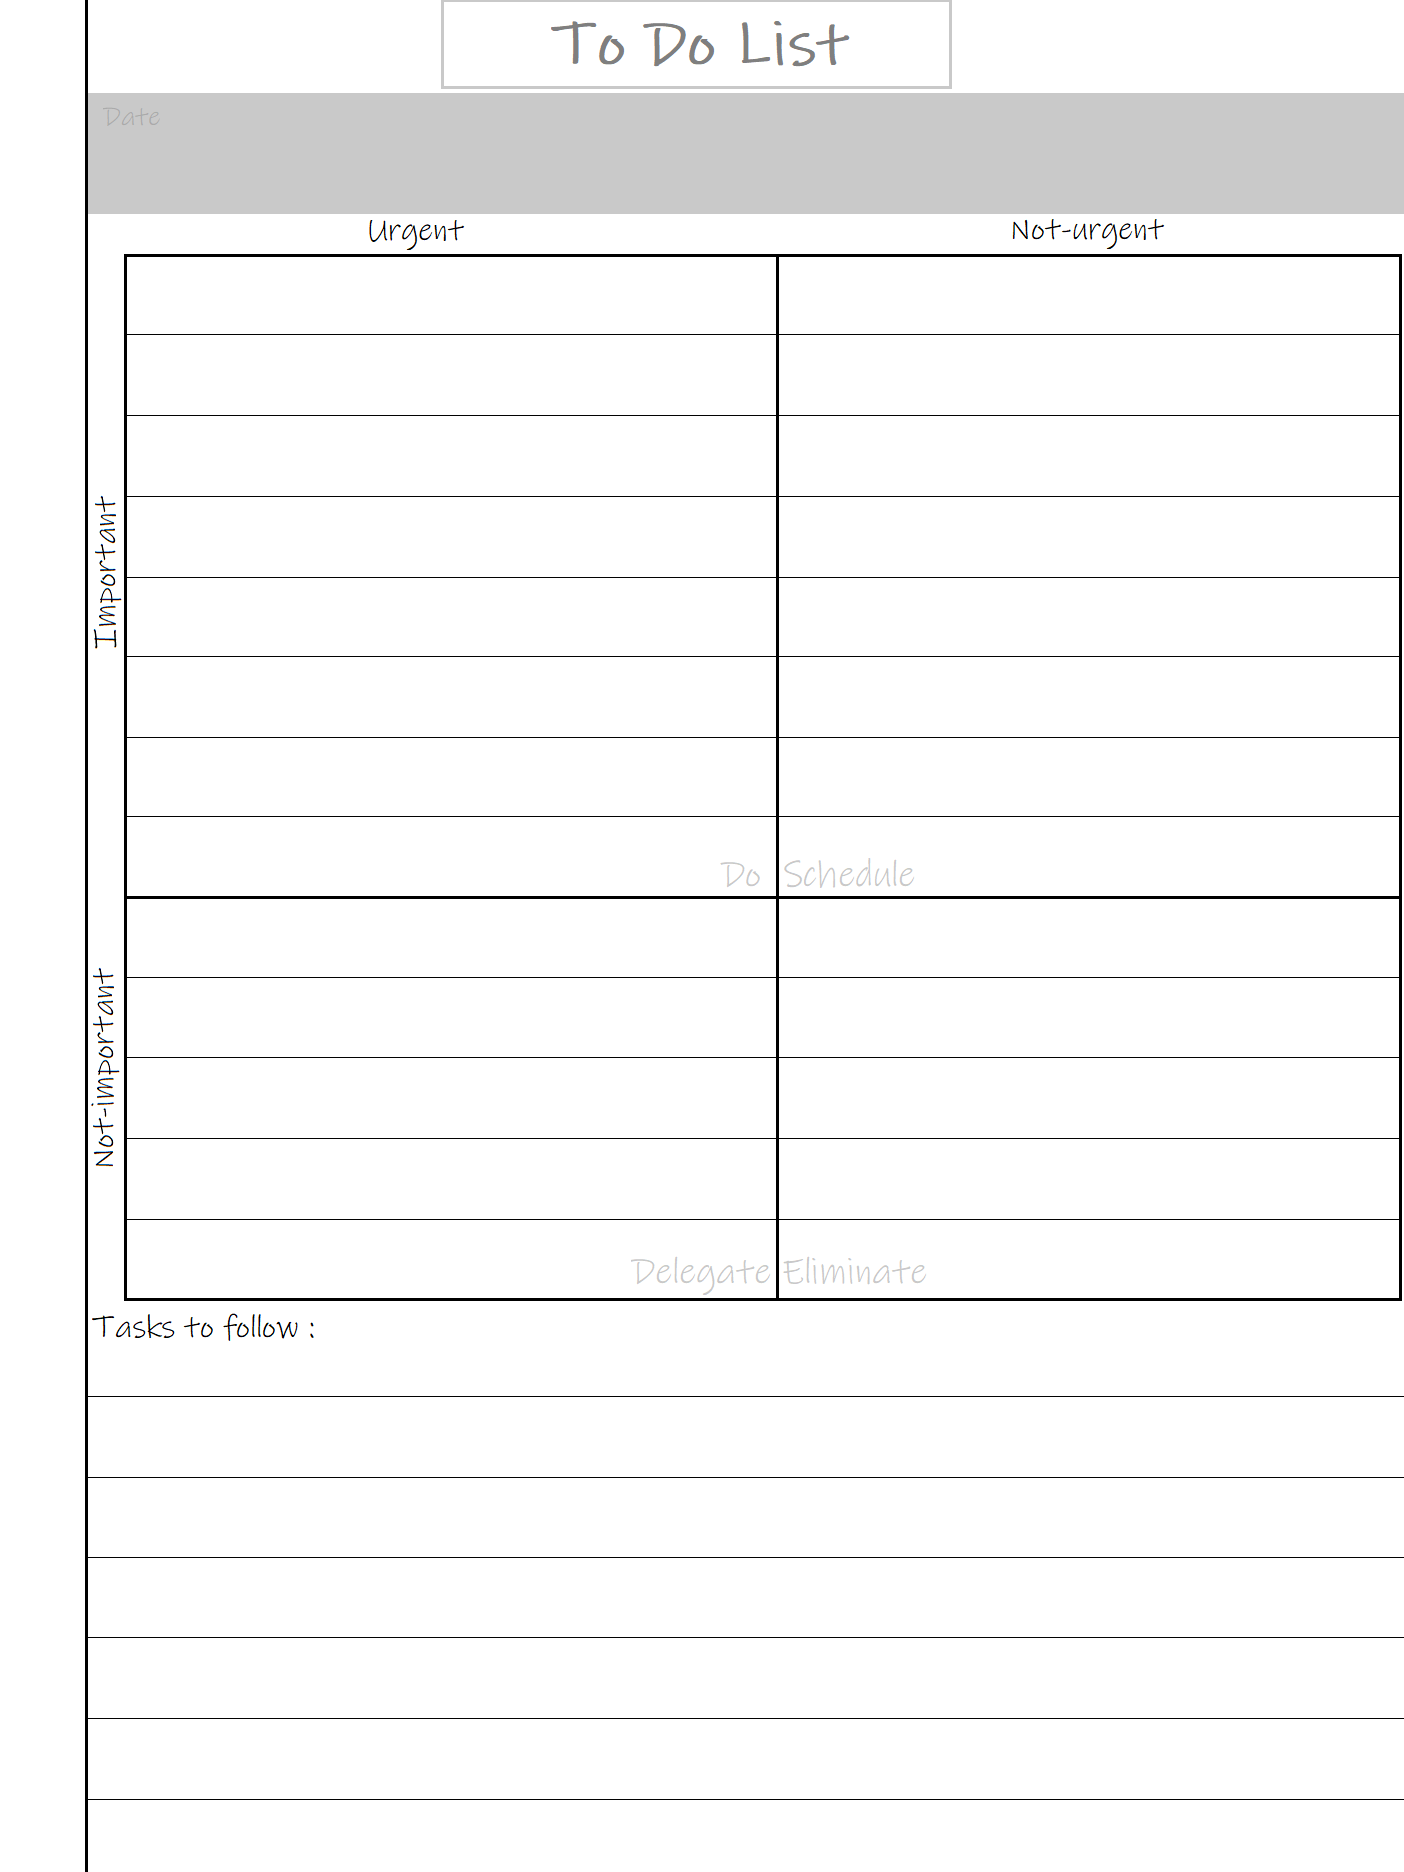 To Do List
Date
Urgent
Not-urgent
Important
Do
Schedule
Not-important
Delegate
Eliminate
Tasks to follow :